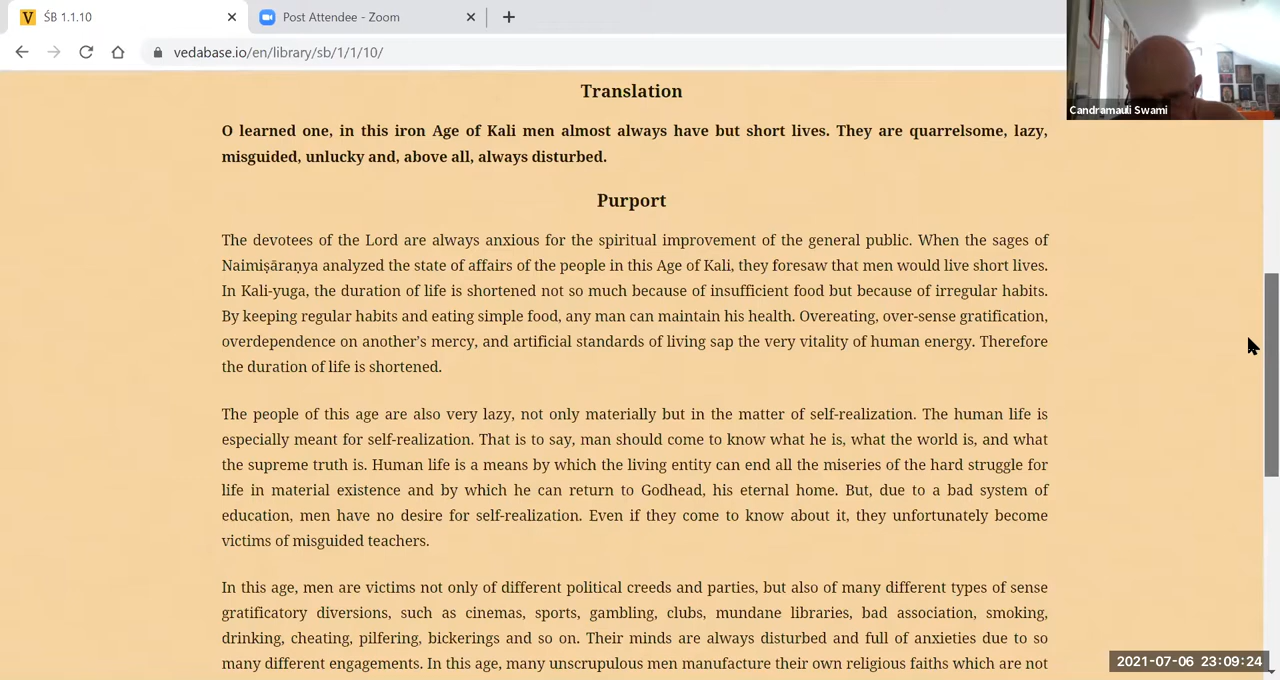 ŚB 1.1.10
Post Attendee - Zoom
vedabase.io/en/library/sb/1/1/10/
Candramauli Swami
Translation
O learned one, in this iron Age of Kali men almost always have but short lives. They are quarrelsome, lazy,
misguided, unlucky and, above all, always disturbed.
Purport
The devotees of the Lord are always anxious for the spiritual improvement of the general public. When the sages of
Naimiṣāraṇya analyzed the state of affairs of the people in this Age of Kali, they foresaw that men would live short lives.
In Kali-yuga, the duration of life is shortened not so much because of insufficient food but because of irregular habits.
By keeping regular habits and eating simple food, any man can maintain his health. Overeating, over-sense gratification,
overdependence on another’s mercy, and artificial standards of living sap the very vitality of human energy. Therefore
the duration of life is shortened.
The people of this age are also very lazy, not only materially but in the matter of self-realization. The human life is
especially meant for self-realization. That is to say, man should come to know what he is, what the world is, and what
the supreme truth is. Human life is a means by which the living entity can end all the miseries of the hard struggle for
life in material existence and by which he can return to Godhead, his eternal home. But, due to a bad system of
education, men have no desire for self-realization. Even if they come to know about it, they unfortunately become
victims of misguided teachers.
In this age, men are victims not only of different political creeds and parties, but also of many different types of sense
gratificatory diversions, such as cinemas, sports, gambling, clubs, mundane libraries, bad association, smoking,
drinking, cheating, pilfering, bickerings and so on. Their minds are always disturbed and full of anxieties due to so
many different engagements. In this age, many unscrupulous men manufacture their own religious faiths which are not
2021-07-06 23:09:24